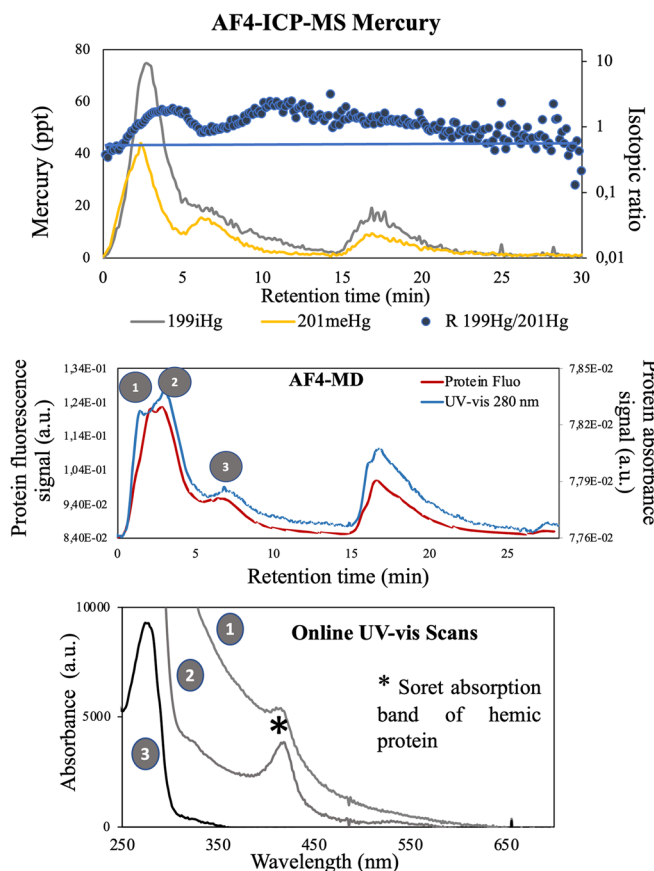 AF4-ICP-MS Mercury
80
60
40
20
0
Mercury (ppt)
10
1
0,1
0,01
Isotopic ratio
0 5 10 15 20 25 30
Retention time (min)
199iHg 201meHg R 199Hg/201Hg
AF4-MD
1,34E-01
1,24E-01
1,14E-01
1,04E-01
9,40E-02
8,40E-02
Protein fluorescence
signal (a.u.)
1
2
3
Protein Fluo
UV-vis 280 nm
7,85E-02
7,82E-02
7,79E-02
7,76E-02
Protein absorbance
signal (a.u.)
0 5 10 15 20 25
Retention time (min)
Online UV-vis Scans
10000
5000
0
Absorbance (a.u.)
1
2
3
*
* Soret absorption
band of hemic
protein
250 350 450 550 650
Wavelength (nm)